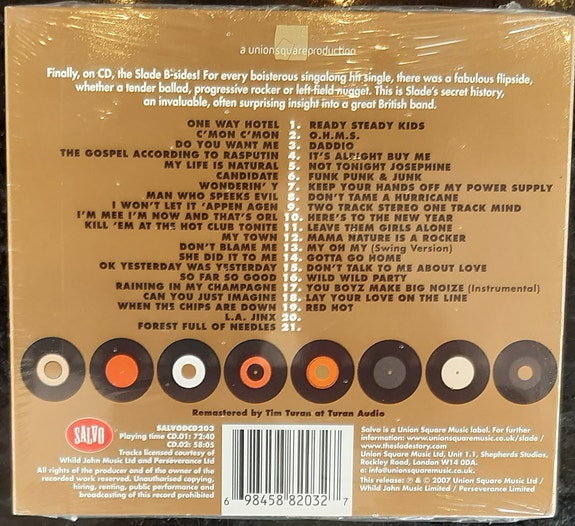 a unionsquareproduction
Finally, on CD, the Slade B-sides! For every boisterous singalong hit single, there was a fabulous flipside,
whether a tender ballad, progressive rocker or left-field nugget. This is Slade's secret history,
an invaluable, often surprising insight into a great British band.
ONE WAY HOTEL 1. READY STEADY KIDS
C'MON C'MON 2. O.H.M.S.
DO YOU WANT ME 3. DADDIO
THE GOSPEL ACCORDING TO RASPUTIN 4. IT'S ALRIGHT BUY ME
MY LIFE IS NATURAL 5. NOT TONIGHT JOSEPHINE
CANDIDATE 6. FUNK PUNK & JUNK
WONDERIN' Y 7. KEEP YOUR HANDS OFF MY POWER SUPPLY
MAN WHO SPEEKS EVIL 8. DON'T TAME A HURRICANE
I WON'T LET IT 'APPEN AGEN 9. TWO TRACK STEREO ONE TRACK MIND
I'M MEE I'M NOW AND THAT'S ORL 10. HERE'S TO THE NEW YEAR
KILL 'EM AT THE HOT CLUB TONITE 11. LEAVE THEM GIRLS ALONE
MY TOWN 12. MAMA NATURE IS A ROCKER
DON'T BLAME ME 13. MY OH MY (Swing Version)
SHE DID IT TO ME 14. GOTTA GO HOME
OK YESTERDAY WAS YESTERDAY 15. DON'T TALK TO ME ABOUT LOVE
SO FAR SO GOOD 16. WILD WILD PARTY
RAINING IN MY CHAMPAGNE 17. YOU BOYZ MAKE BIG NOIZE (Instrumental)
CAN YOU JUST IMAGINE 18. LAY YOUR LOVE ON THE LINE
WHEN THE CHIPS ARE DOWN 19. RED HOT
L.A. JINX 20.
FOREST FULL OF NEEDLES 21.
Remastered by Tim Turan at Turan Audio
SALVO
SALVODCD203
Playing time CD.01: 72:40
CD.02: 58:05
Tracks licensed courtesy of
Whild John Music Ltd and Perseverance Ltd
All rights of the producer and of the owner of the
recorded work reserved. Unauthorised copying,
hiring, renting, public performance and
broadcasting of this record prohibited
6 98458 82032 7
Salvo is a Union Square Music label. For further
information: www.unionsquaremusic.co.uk/slade /
www.thesladestory.com
Union Square Music Ltd, Unit 1.1, Shepherds Studios,
Rockley Road, London W14 0DA.
e: info@unionsquaremusic.co.uk
This release: ℗ & © 2007 Union Square Music Ltd /
Whild John Music Limited / Perseverance Limited